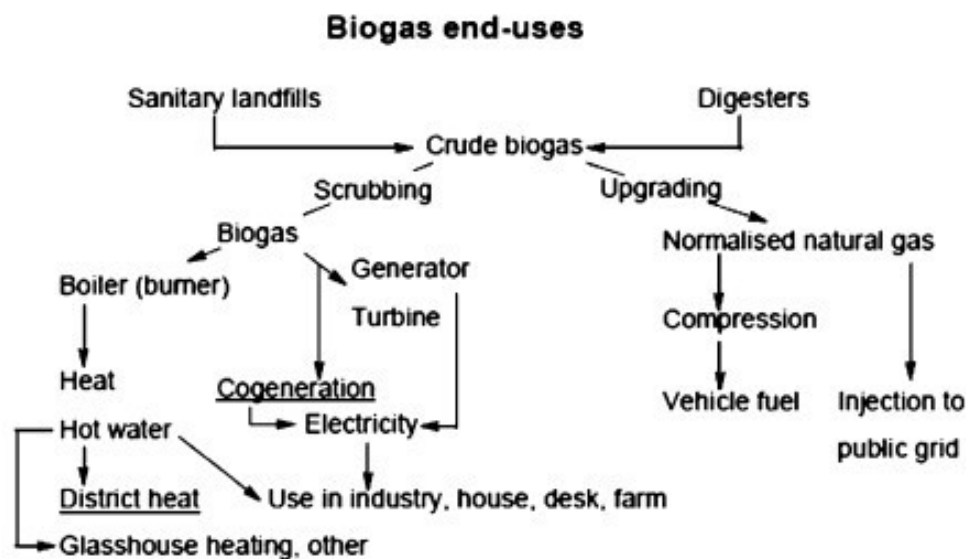 Biogas end-uses
Sanitary landfills
Digesters
Crude biogas
Scrubbing
Upgrading
Biogas
Normalised natural gas
Generator
Boiler (burner)
Turbine
Compression
Heat
Cogeneration
Vehicle fuel
Injection to
Hot water
Electricity
public grid
District heat
Use in industry, house, desk, farm
Glasshouse heating, other